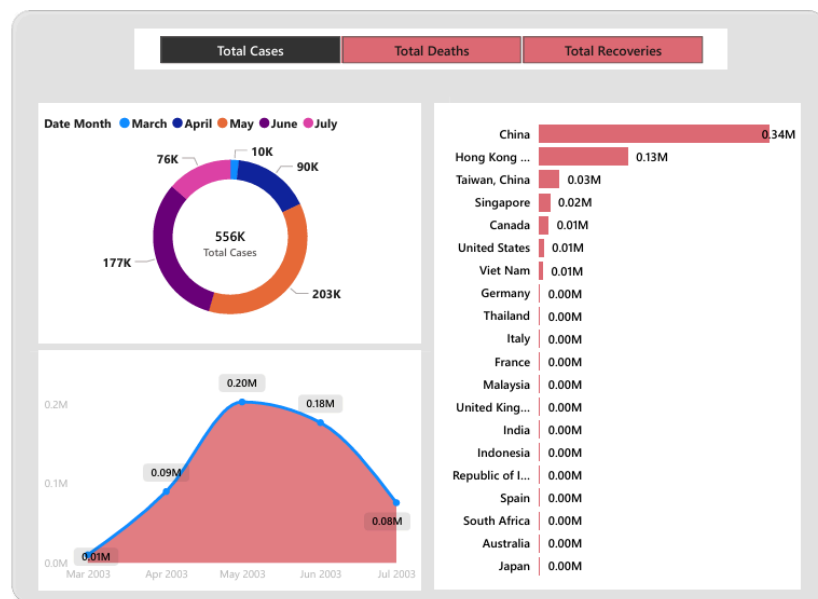 Total Cases Total Deaths Total Recoveries
Date Month March April May June July
10K
76K
90K
556K
Total Cases
177K
203K
0.20M
0.2M
0.18M
0.09M
0.1M
0.08M
0.01M
0.0M
Mar 2003 Apr 2003 May 2003 Jun 2003 Jul 2003
China 0.34M
Hong Kong ... 0.13M
Taiwan, China 0.03M
Singapore 0.02M
Canada 0.01M
United States 0.01M
Viet Nam 0.01M
Germany 0.00M
Thailand 0.00M
Italy 0.00M
France 0.00M
Malaysia 0.00M
United King... 0.00M
India 0.00M
Indonesia 0.00M
Republic of I... 0.00M
Spain 0.00M
South Africa 0.00M
Australia 0.00M
Japan 0.00M